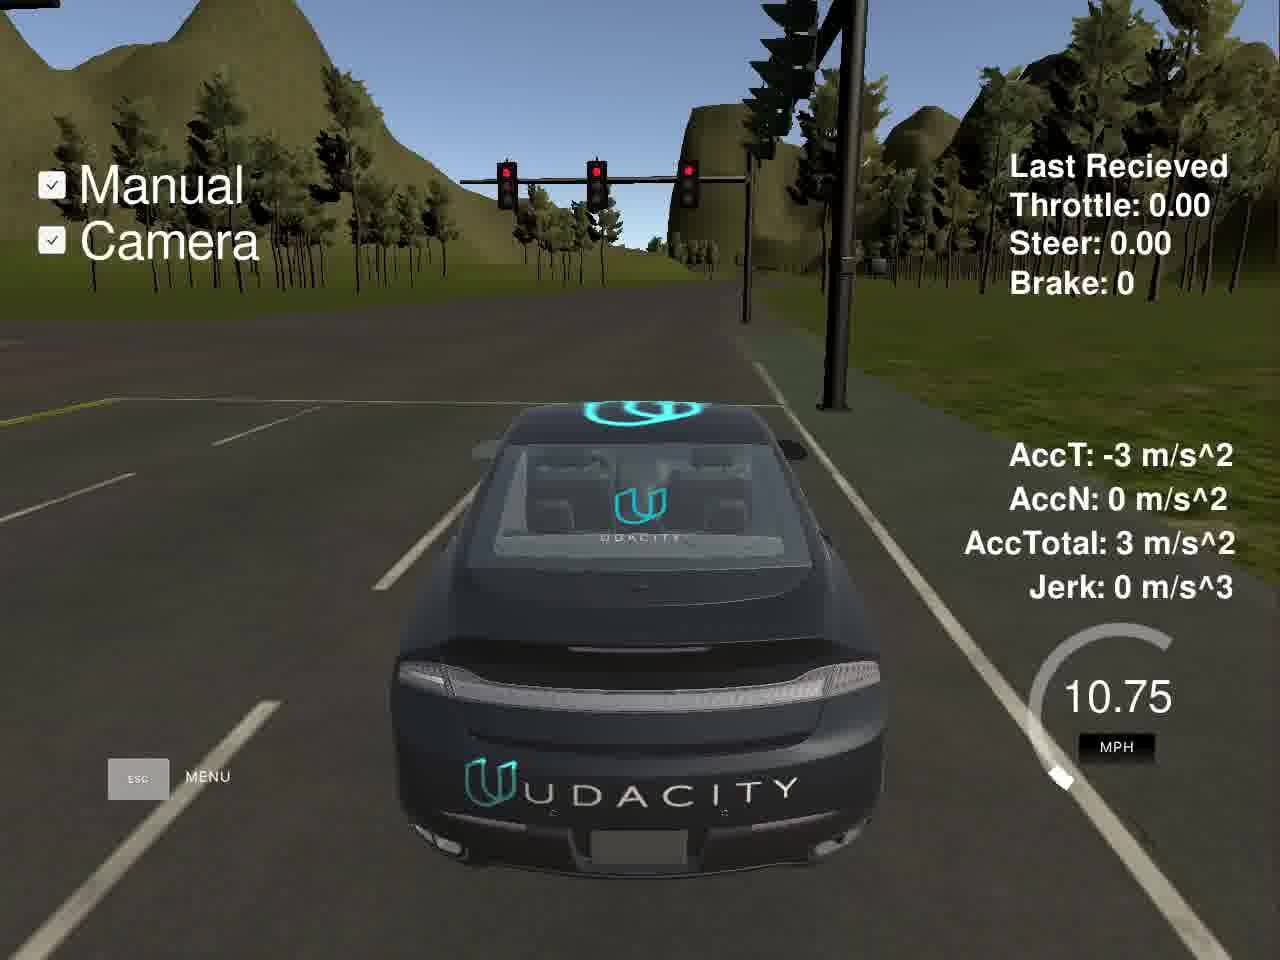 Manual
Camera
Last Recieved
Throttle: 0.00
Steer: 0.00
Brake: 0
AccT: -3 m/s^2
AccN: 0 m/s^2
AccTotal: 3 m/s^2
Jerk: 0 m/s^3
UDACITY
10.75
MPH
ESC MENU
UDACITY